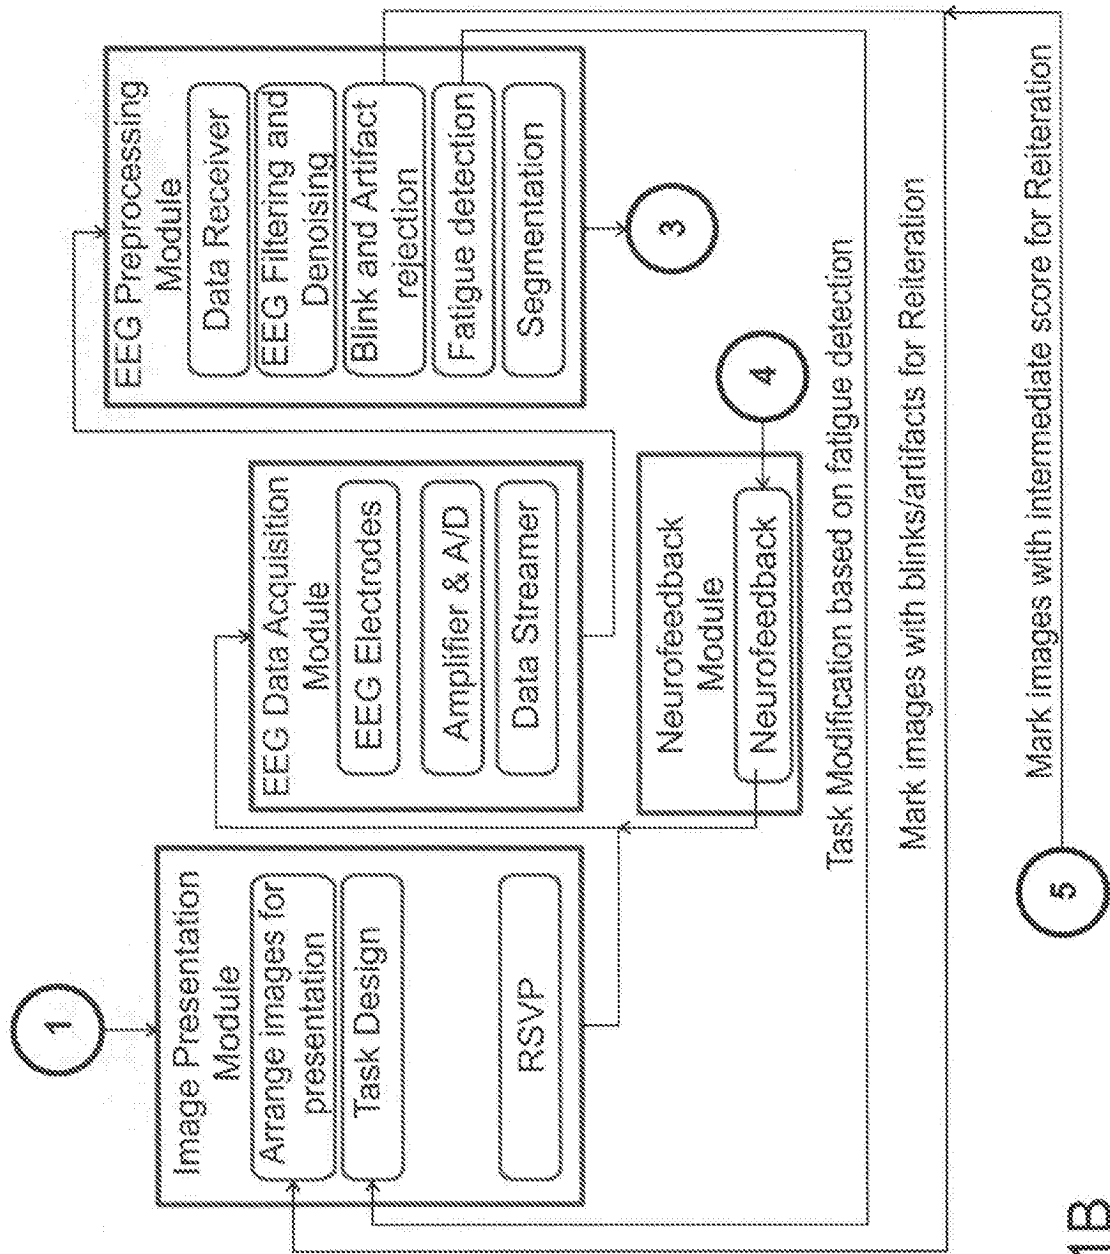 1
Image Presentation
Module
Arrange images for
presentation
Task Design
RSVP
EEG Data Acquisition
Module
EEG Electrodes
Amplifier & A/D
Data Streamer
EEG Preprocessing
Module
Data Receiver
EEG Filtering and
Denoising
Blink and Artifact
rejection
Fatigue detection
Segmentation
3
Neurofeedback
Module
Neurofeedback
4
Task Modification based on fatigue detection
Mark images with blinks/artifacts for Reiteration
Mark images with intermediate score for Reiteration
5
1B